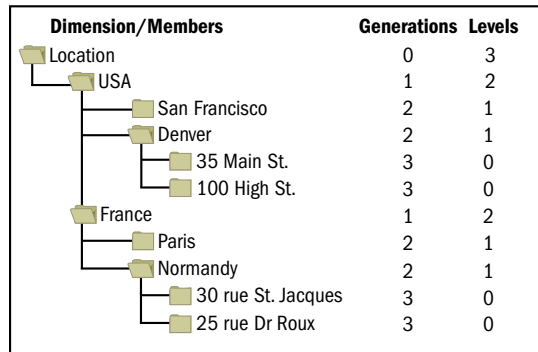 Dimension/Members Generations Levels
Location 0 3
USA 1 2
San Francisco 2 1
Denver 2 1
35 Main St. 3 0
100 High St. 3 0
France 1 2
Paris 2 1
Normandy 2 1
30 rue St. Jacques 3 0
25 rue Dr Roux 3 0